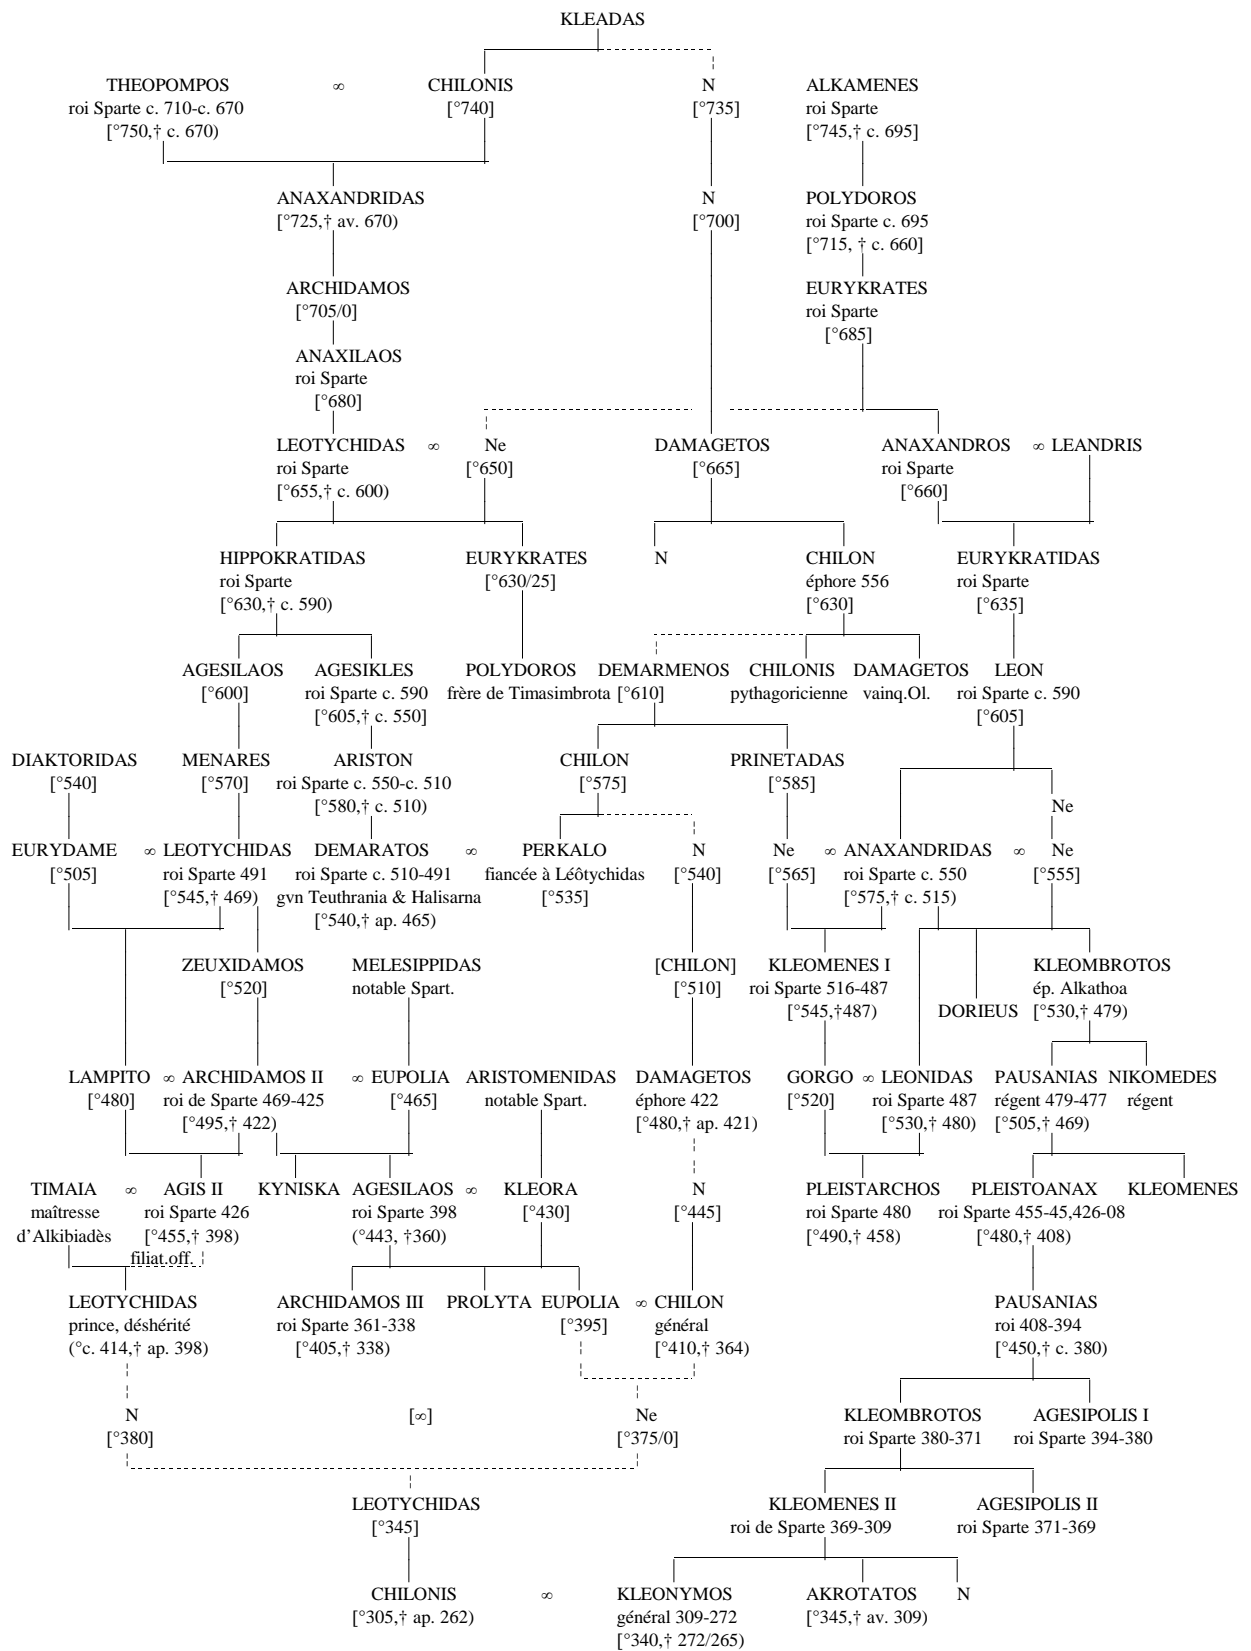 KLEADAS
THEOPOMPOS ∞ CHILONIS N ALKAMENES
roi Sparte c. 710-c. 670 [°740] [°735] roi Sparte
[°750,† c. 670) [°745,† c. 695]
ANAXANDRIDAS N POLYDOROS
[°725,† av. 670) [°700] roi Sparte c. 695
[°715, † c. 660]
ARCHIDAMOS EURYKRATES
[°705/0] roi Sparte
[°685]
ANAXILAOS
roi Sparte
[°680]
LEOTYCHIDAS ∞ Ne DAMAGETOS ANAXANDROS ∞ LEANDRIS
roi Sparte [°650] [°665] roi Sparte
[°655,† c. 600) [°660]
HIPPOKRATIDAS EURYKRATES N CHILON EURYKRATIDAS
roi Sparte [°630/25] éphore 556 roi Sparte
[°630,† c. 590) [°630] [°635]
AGESILAOS AGESIKLES POLYDOROS DEMARMENOS CHILONIS DAMAGETOS LEON
[°600] roi Sparte c. 590 frère de Timasimbrota [°610] pythagoricienne vainq.Ol. roi Sparte c. 590
[°605,† c. 550] [°605]
DIAKTORIDAS MENARES ARISTON CHILON PRINETADAS
[°540] [°570] roi Sparte c. 550-c. 510 [°575] [°585]
[°580,† c. 510) Ne
EURYDAME ∞ LEOTYCHIDAS DEMARATOS ∞ PERKALO N Ne ∞ ANAXANDRIDAS ∞ Ne
[°505] roi Sparte 491 roi Sparte c. 510-491 fiancée à Léôtychidas [°540] [°565] roi Sparte c. 550 [°555]
[°545,† 469) gvn Teuthrania & Halisarna [°535] [°575,† c. 515)
[°540,† ap. 465)
ZEUXIDAMOS MELESIPPIDAS [CHILON] KLEOMENES I KLEOMBROTOS
[°520] notable Spart. [°510] roi Sparte 516-487 ép. Alkathoa
[°545,†487) DORIEUS [°530,† 479)
LAMPITO ∞ ARCHIDAMOS II ∞ EUPOLIA ARISTOMENIDAS DAMAGETOS GORGO ∞ LEONIDAS PAUSANIAS NIKOMEDES
[°480] roi de Sparte 469-425 [°465] notable Spart. éphore 422 [°520] roi Sparte 487 régent 479-477 régent
[°495,† 422) [°480,† ap. 421) [°530,† 480) [°505,† 469)
TIMAIA ∞ AGIS II KYNISKA AGESILAOS ∞ KLEORA N PLEISTARCHOS PLEISTOANAX KLEOMENES
maîtresse roi Sparte 426 roi Sparte 398 [°430] [°445] roi Sparte 480 roi Sparte 455-45,426-08
d'Alkibiadès [°455,† 398) (°443, †360) [°490,† 458) [°480,† 408)
filiat.off.
LEOTYCHIDAS ARCHIDAMOS III PROLYTA EUPOLIA ∞ CHILON PAUSANIAS
prince, déshérité roi Sparte 361-338 [°395] général roi 408-394
(°c. 414,† ap. 398) [°405,† 338) [°410,† 364) [°450,† c. 380)
N [∞] Ne KLEOMBROTOS AGESIPOLIS I
[°380] [°375/0] roi Sparte 380-371 roi Sparte 394-380
LEOTYCHIDAS KLEOMENES II AGESIPOLIS II
[°345] roi de Sparte 369-309 roi Sparte 371-369
CHILONIS ∞ KLEONYMOS AKROTATOS N
[°305,† ap. 262) général 309-272 [°345,† av. 309)
[°340,† 272/265)